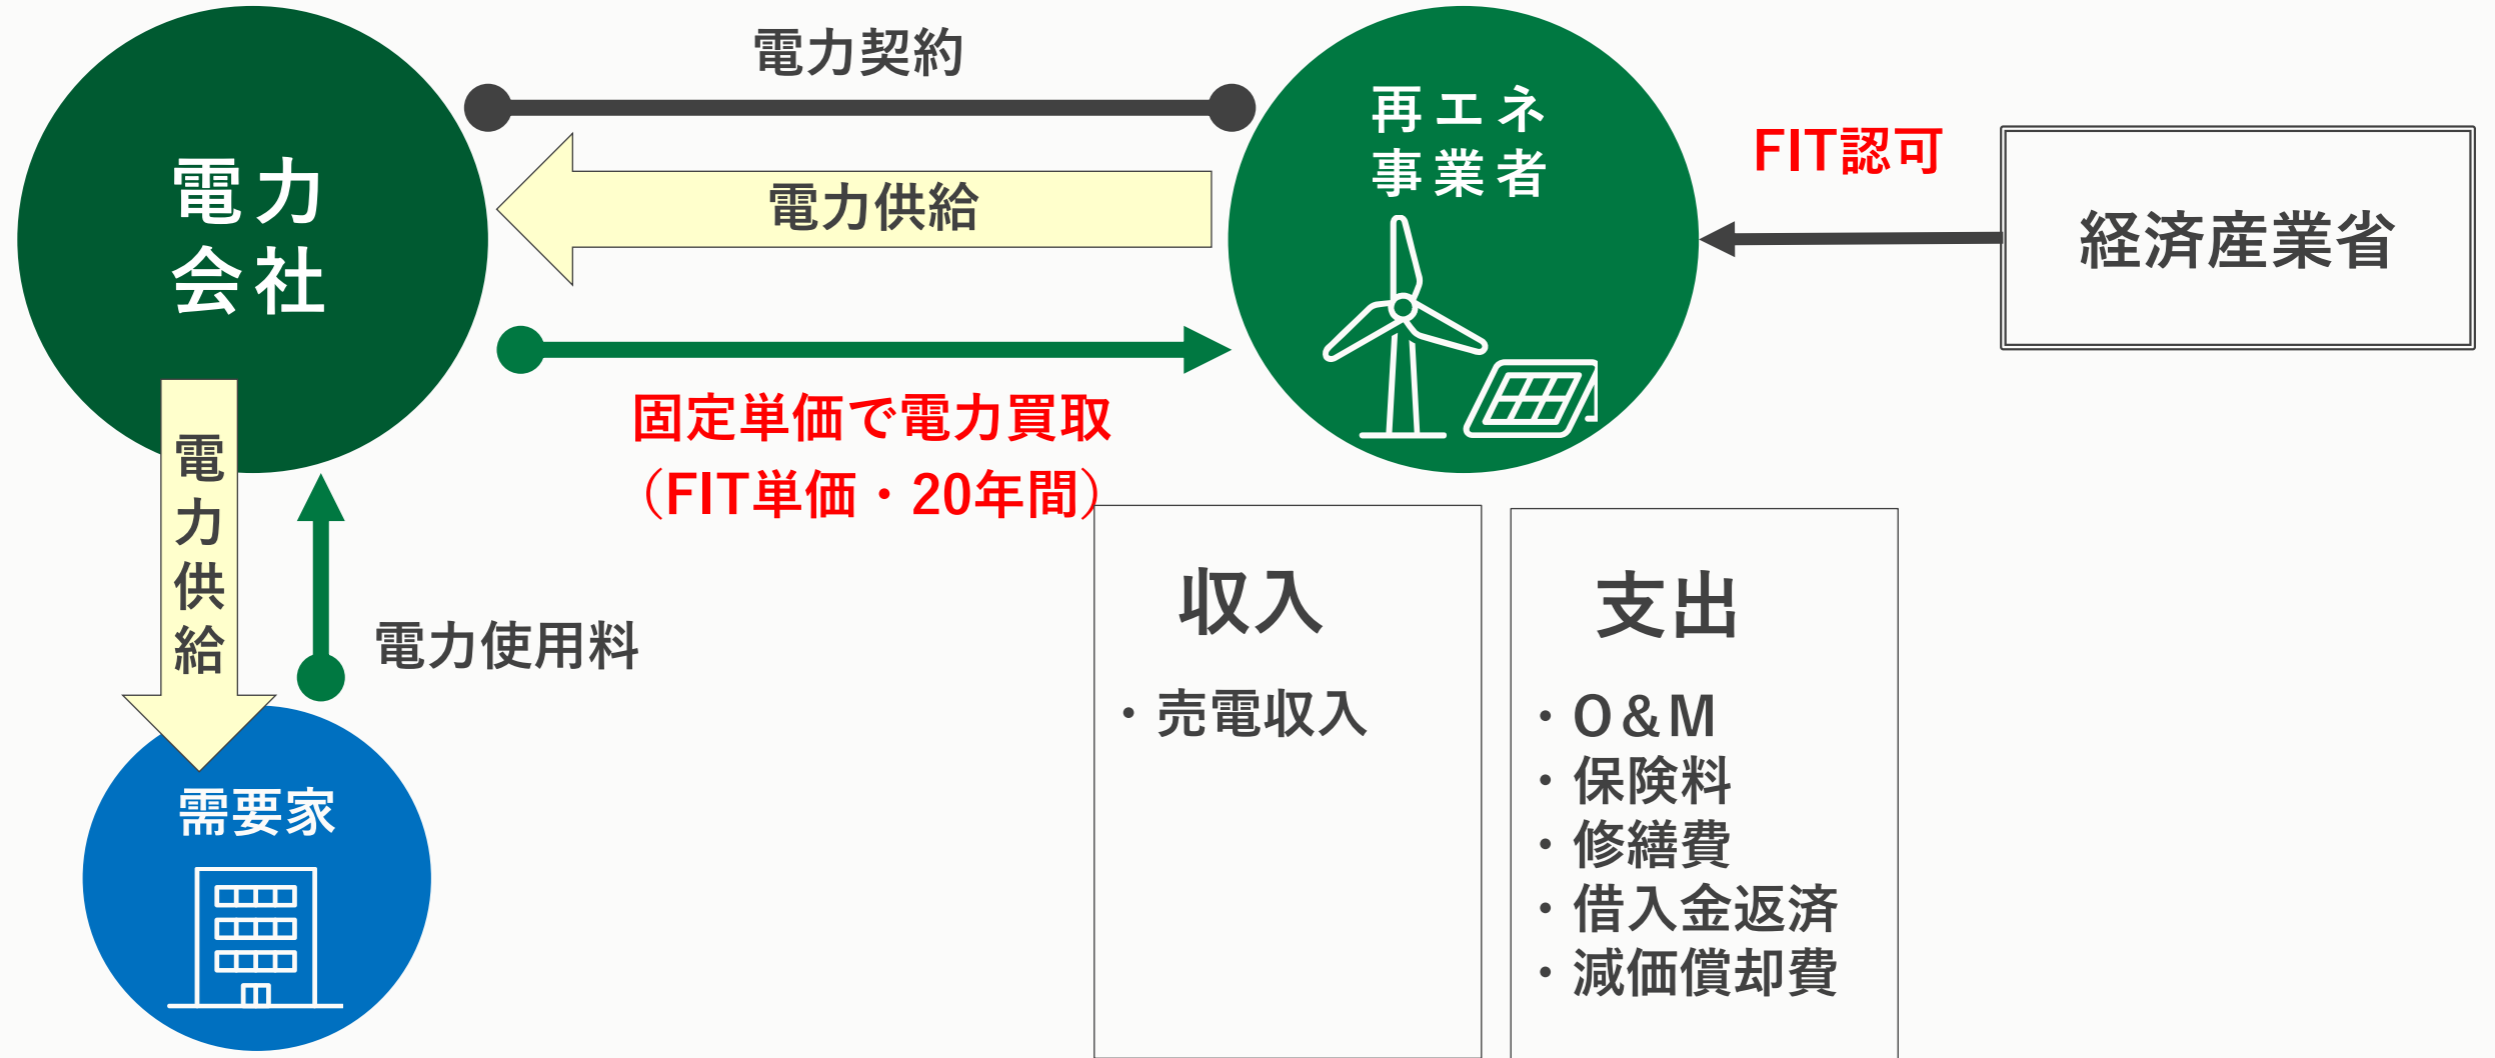 電力契約
電力
会社
電力供給
再エネ
事業者
FIT認可
経済産業省
固定単価で電力買取
（FIT単価・20年間）
電力供給
電力使用料
需要家
収入
・売電収入
支出
・O＆M
・保険料
・修繕費
・借入金返済
・減価償却費